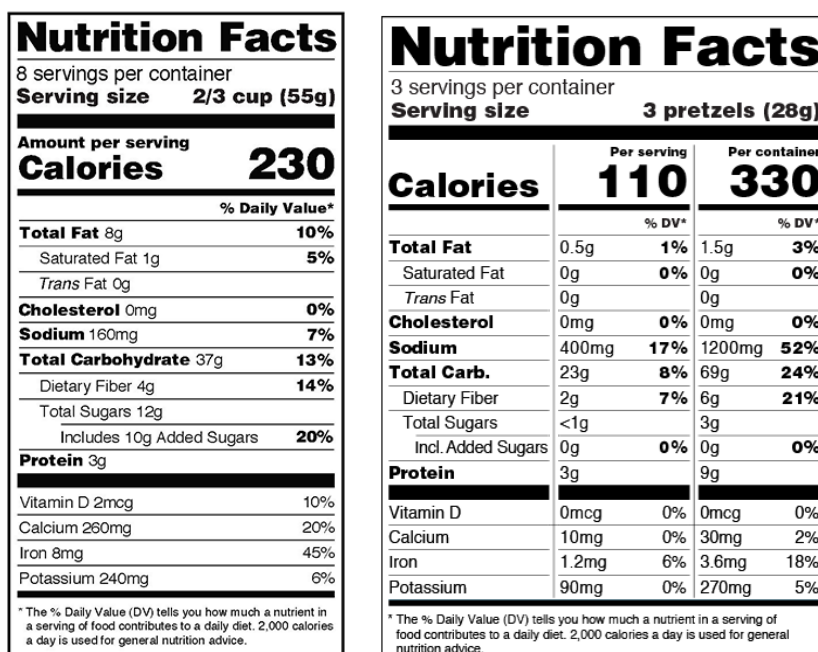 Nutrition Facts
8 servings per container
Serving size 2/3 cup (55g)
Amount per serving
Calories 230
% Daily Value*
Total Fat 8g 10%
Saturated Fat 1g 5%
Trans Fat 0g
Cholesterol 0mg 0%
Sodium 160mg 7%
Total Carbohydrate 37g 13%
Dietary Fiber 4g 14%
Total Sugars 12g
Includes 10g Added Sugars 20%
Protein 3g
Vitamin D 2mcg 10%
Calcium 260mg 20%
Iron 8mg 45%
Potassium 240mg 6%
* The % Daily Value (DV) tells you how much a nutrient in
a serving of food contributes to a daily diet. 2,000 calories
a day is used for general nutrition advice.
Nutrition Facts
3 servings per container
Serving size 3 pretzels (28g)
Per serving Per container
Calories 110 330
% DV* % DV*
Total Fat 0.5g 1% 1.5g 3%
Saturated Fat 0g 0% 0g 0%
Trans Fat 0g 0g
Cholesterol 0mg 0% 0mg 0%
Sodium 400mg 17% 1200mg 52%
Total Carb. 23g 8% 69g 24%
Dietary Fiber 2g 7% 6g 21%
Total Sugars <1g 3g
Incl. Added Sugars 0g 0% 0g 0%
Protein 3g 9g
Vitamin D 0mcg 0% 0mcg 0%
Calcium 10mg 0% 30mg 2%
Iron 1.2mg 6% 3.6mg 18%
Potassium 90mg 0% 270mg 5%
* The % Daily Value (DV) tells you how much a nutrient in a serving of
food contributes to a daily diet. 2,000 calories a day is used for general
nutrition advice.